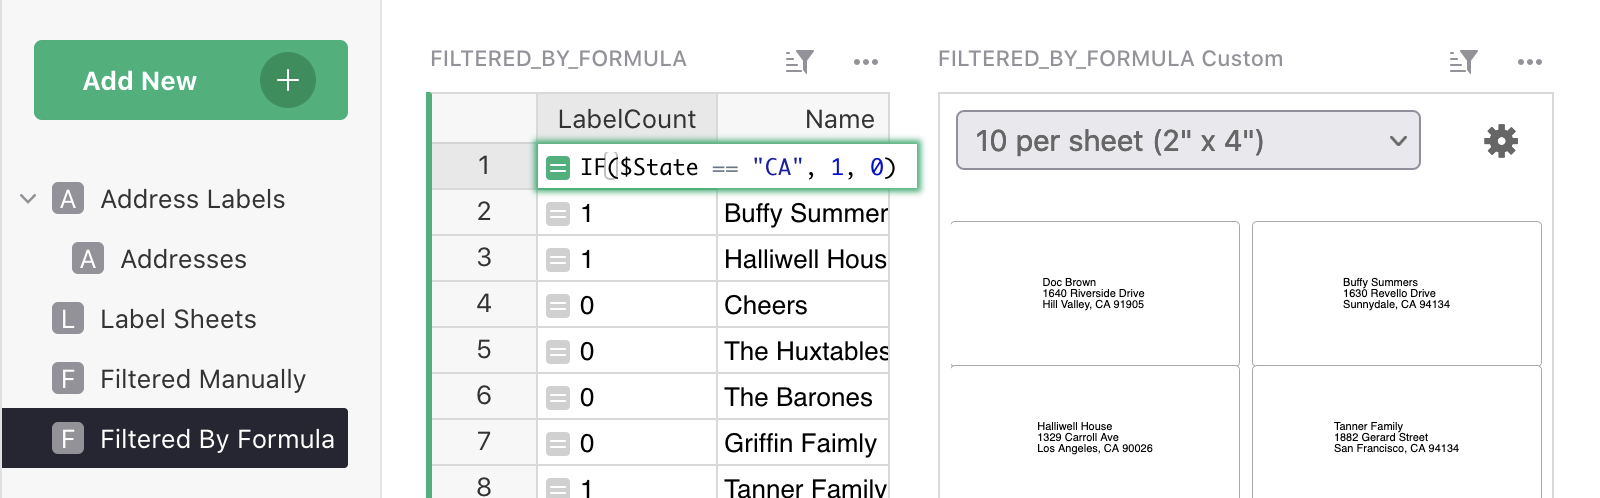 Add New
A Address Labels
A Addresses
L Label Sheets
F Filtered Manually
F Filtered By Formula
FILTERED_BY_FORMULA
LabelCount Name
1 IF($State == "CA", 1, 0)
2 1 Buffy Summer
3 1 Halliwell Hous
4 0 Cheers
5 0 The Huxtables
6 0 The Barones
7 0 Griffin Faimly
8 1 Tanner Family
FILTERED_BY_FORMULA Custom
10 per sheet (2" x 4")
Doc Brown
1640 Riverside Drive
Hill Valley, CA 91905
Buffy Summers
1630 Revello Drive
Sunnydale, CA 94134
Halliwell House
1329 Carroll Ave
Los Angeles, CA 90026
Tanner Family
1882 Gerard Street
San Francisco, CA 94134